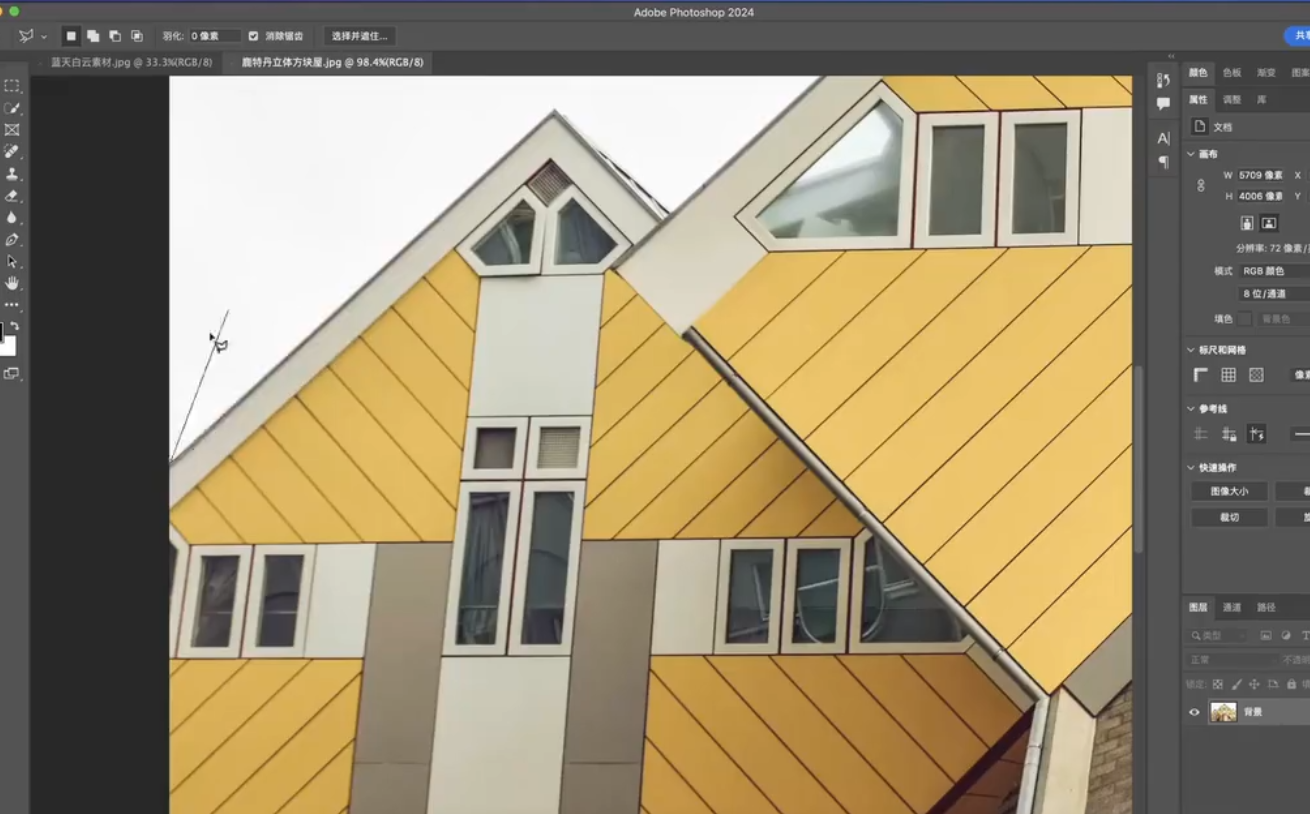 Adobe Photoshop 2024
羽化: 0 像素 消除锯齿 选择并遮住...
蓝天白云素材.jpg @ 33.3%(RGB/8) 鹿特丹立体方块屋.jpg @ 98.4%(RGB/8)
颜色 色板 渐变 图案
属性 调整 库
文档
画布
W 5709 像素 X
H 4006 像素 Y
分辨率: 72 像素/
模式 RGB 颜色
8 位/通道
填色 背景色
标尺和网格
像素
参考线
快速操作
图像大小
裁切
图层 通道 路径
类型
正常 不透明
锁定:
背景